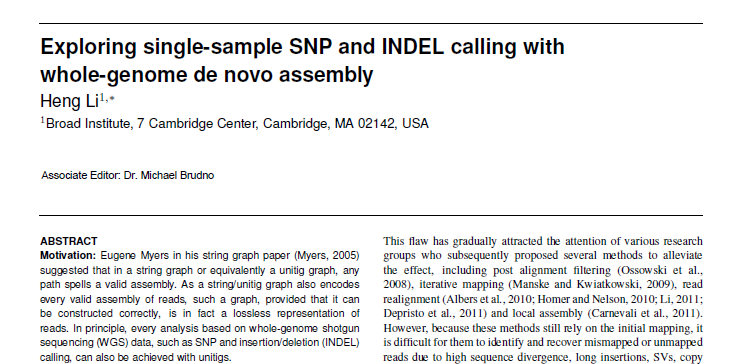 Exploring single-sample SNP and INDEL calling with
whole-genome de novo assembly
Heng Li1,∗
1Broad Institute, 7 Cambridge Center, Cambridge, MA 02142, USA
Associate Editor: Dr. Michael Brudno
ABSTRACT
Motivation: Eugene Myers in his string graph paper (Myers, 2005)
suggested that in a string graph or equivalently a unitig graph, any
path spells a valid assembly. As a string/unitig graph also encodes
every valid assembly of reads, such a graph, provided that it can
be constructed correctly, is in fact a lossless representation of
reads. In principle, every analysis based on whole-genome shotgun
sequencing (WGS) data, such as SNP and insertion/deletion (INDEL)
calling, can also be achieved with unitigs.
This flaw has gradually attracted the attention of various research
groups who subsequently proposed several methods to alleviate
the effect, including post alignment filtering (Ossowski et al.,
2008), iterative mapping (Manske and Kwiatkowski, 2009), read
realignment (Albers et al., 2010; Homer and Nelson, 2010; Li, 2011;
Depristo et al., 2011) and local assembly (Carnevali et al., 2011).
However, because these methods still rely on the initial mapping, it
is difficult for them to identify and recover mismapped or unmapped
reads due to high sequence divergence, long insertions, SVs, copy